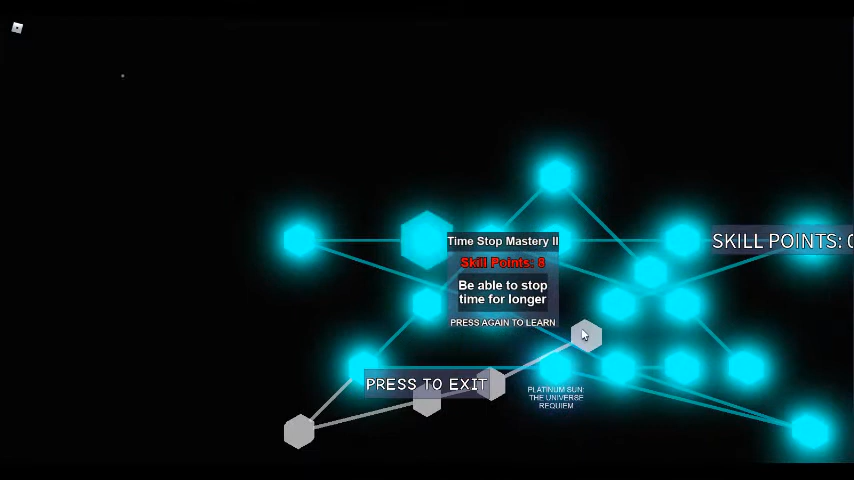 Time Stop Mastery II
SKILL POINTS: 0
Skill Points: 8
Be able to stop
time for longer
PRESS AGAIN TO LEARN
PRESS TO EXIT
PLATINUM SUN:
THE UNIVERSE
REQUIEM